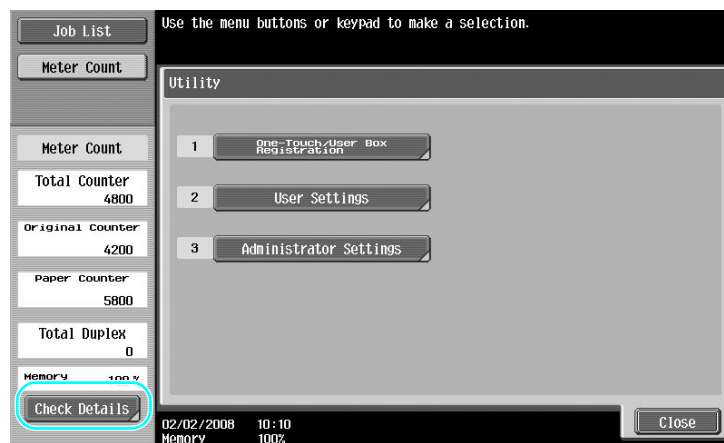 Job List
Use the menu buttons or keypad to make a selection.
Meter Count
Utility
Meter Count
Total Counter
4800
Original Counter
4200
Paper Counter
5800
Total Duplex
0
Memory 100%
Check Details
1 One-Touch/User Box
Registration
2 User Settings
3 Administrator Settings
02/02/2008 10:10
Memory 100%
Close